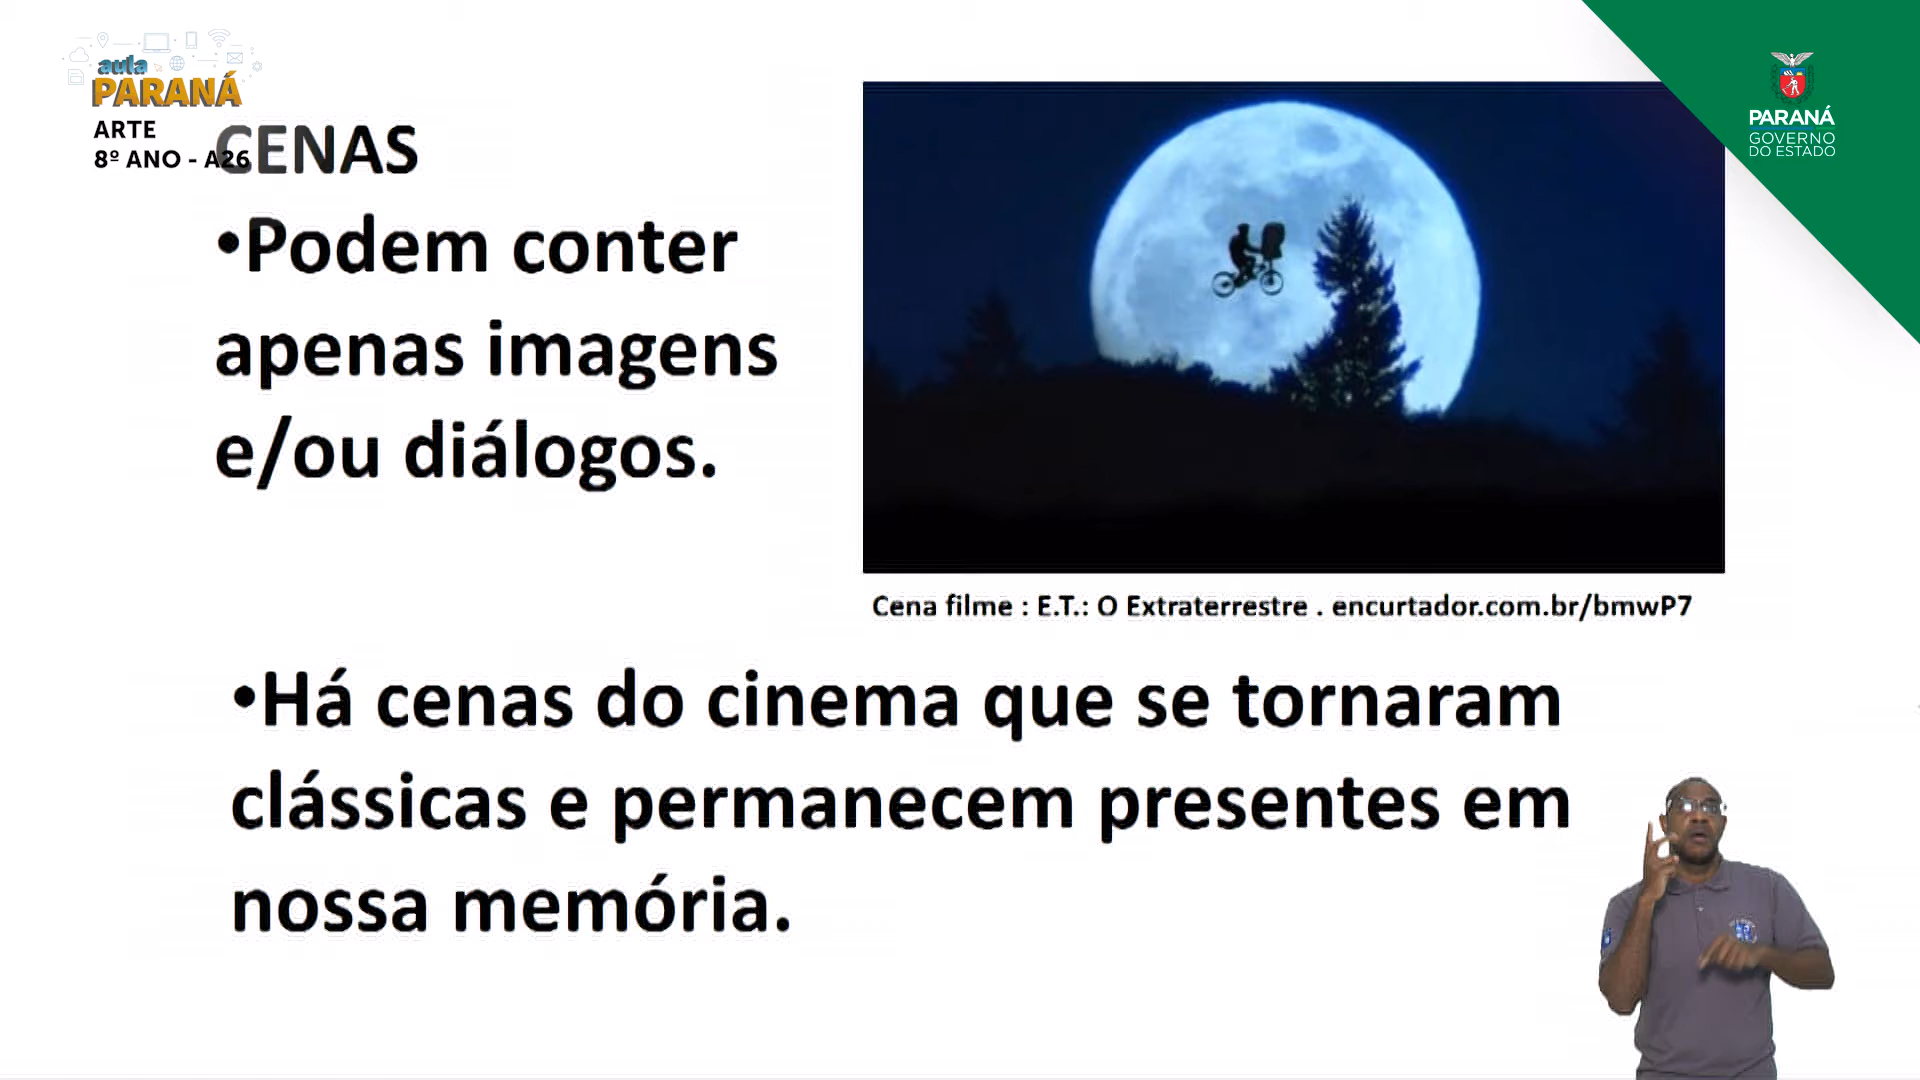 aula
PARANÁ
ARTE
8º ANO - A26
CENAS
•Podem conter
apenas imagens
e/ou diálogos.
PARANÁ
GOVERNO
DO ESTADO
Cena filme : E.T.: O Extraterrestre . encurtador.com.br/bmwP7
•Há cenas do cinema que se tornaram
clássicas e permanecem presentes em
nossa memória.